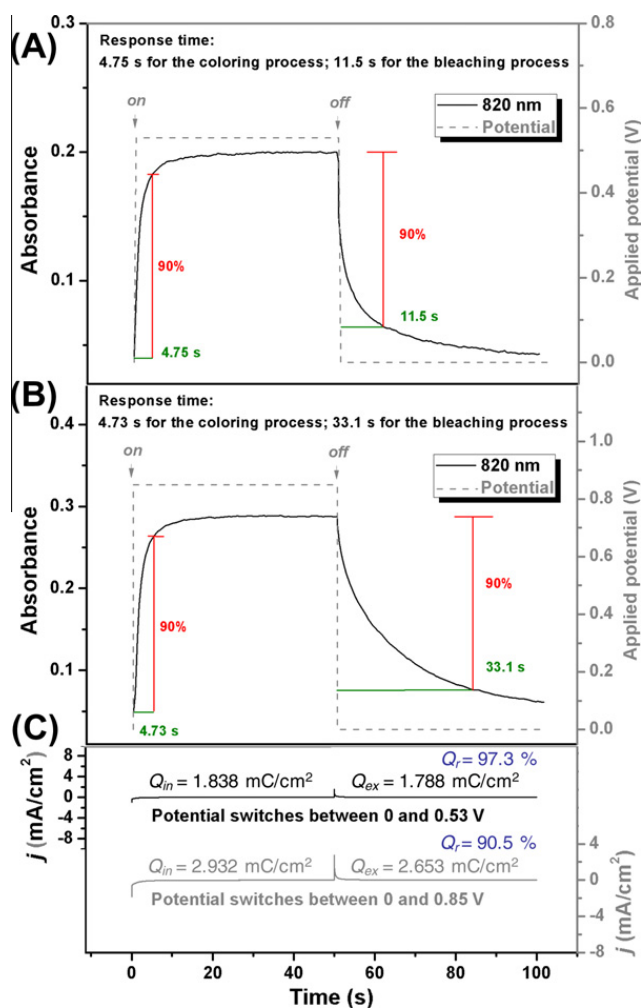 (A)
Response time:
4.75 s for the coloring process; 11.5 s for the bleaching process
on
off
820 nm
Potential
90%
90%
4.75 s
11.5 s
0.3
0.2
0.1
Absorbance
0.8
0.6
0.4
0.2
0.0
Applied potential (V)
(B)
Response time:
4.73 s for the coloring process; 33.1 s for the bleaching process
on
off
820 nm
Potential
90%
90%
4.73 s
33.1 s
0.4
0.3
0.2
0.1
Absorbance
1.0
0.8
0.6
0.4
0.2
0.0
Applied potential (V)
(C)
Qr = 97.3 %
Qin = 1.838 mC/cm² Qex = 1.788 mC/cm²
Potential switches between 0 and 0.53 V
Qr = 90.5 %
Qin = 2.932 mC/cm² Qex = 2.653 mC/cm²
Potential switches between 0 and 0.85 V
8
4
0
-4
-8
j (mA/cm²)
4
0
-4
-8
j (mA/cm²)
0 20 40 60 80 100
Time (s)